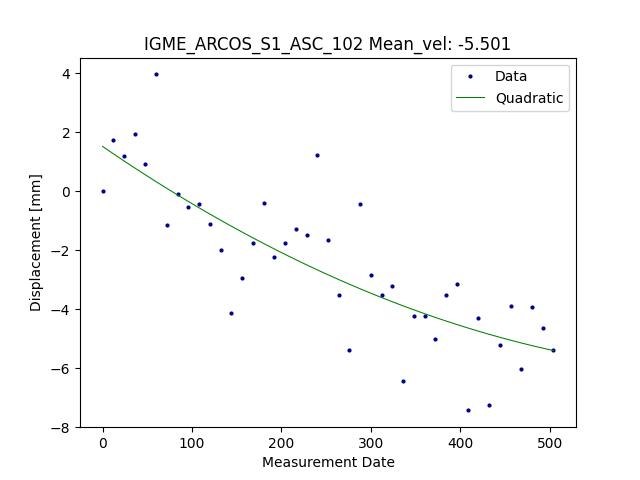 IGME_ARCOS_S1_ASC_102 Mean_vel: -5.501
Data
Quadratic
Displacement [mm]
4
2
0
−2
−4
−6
−8
0 100 200 300 400 500
Measurement Date